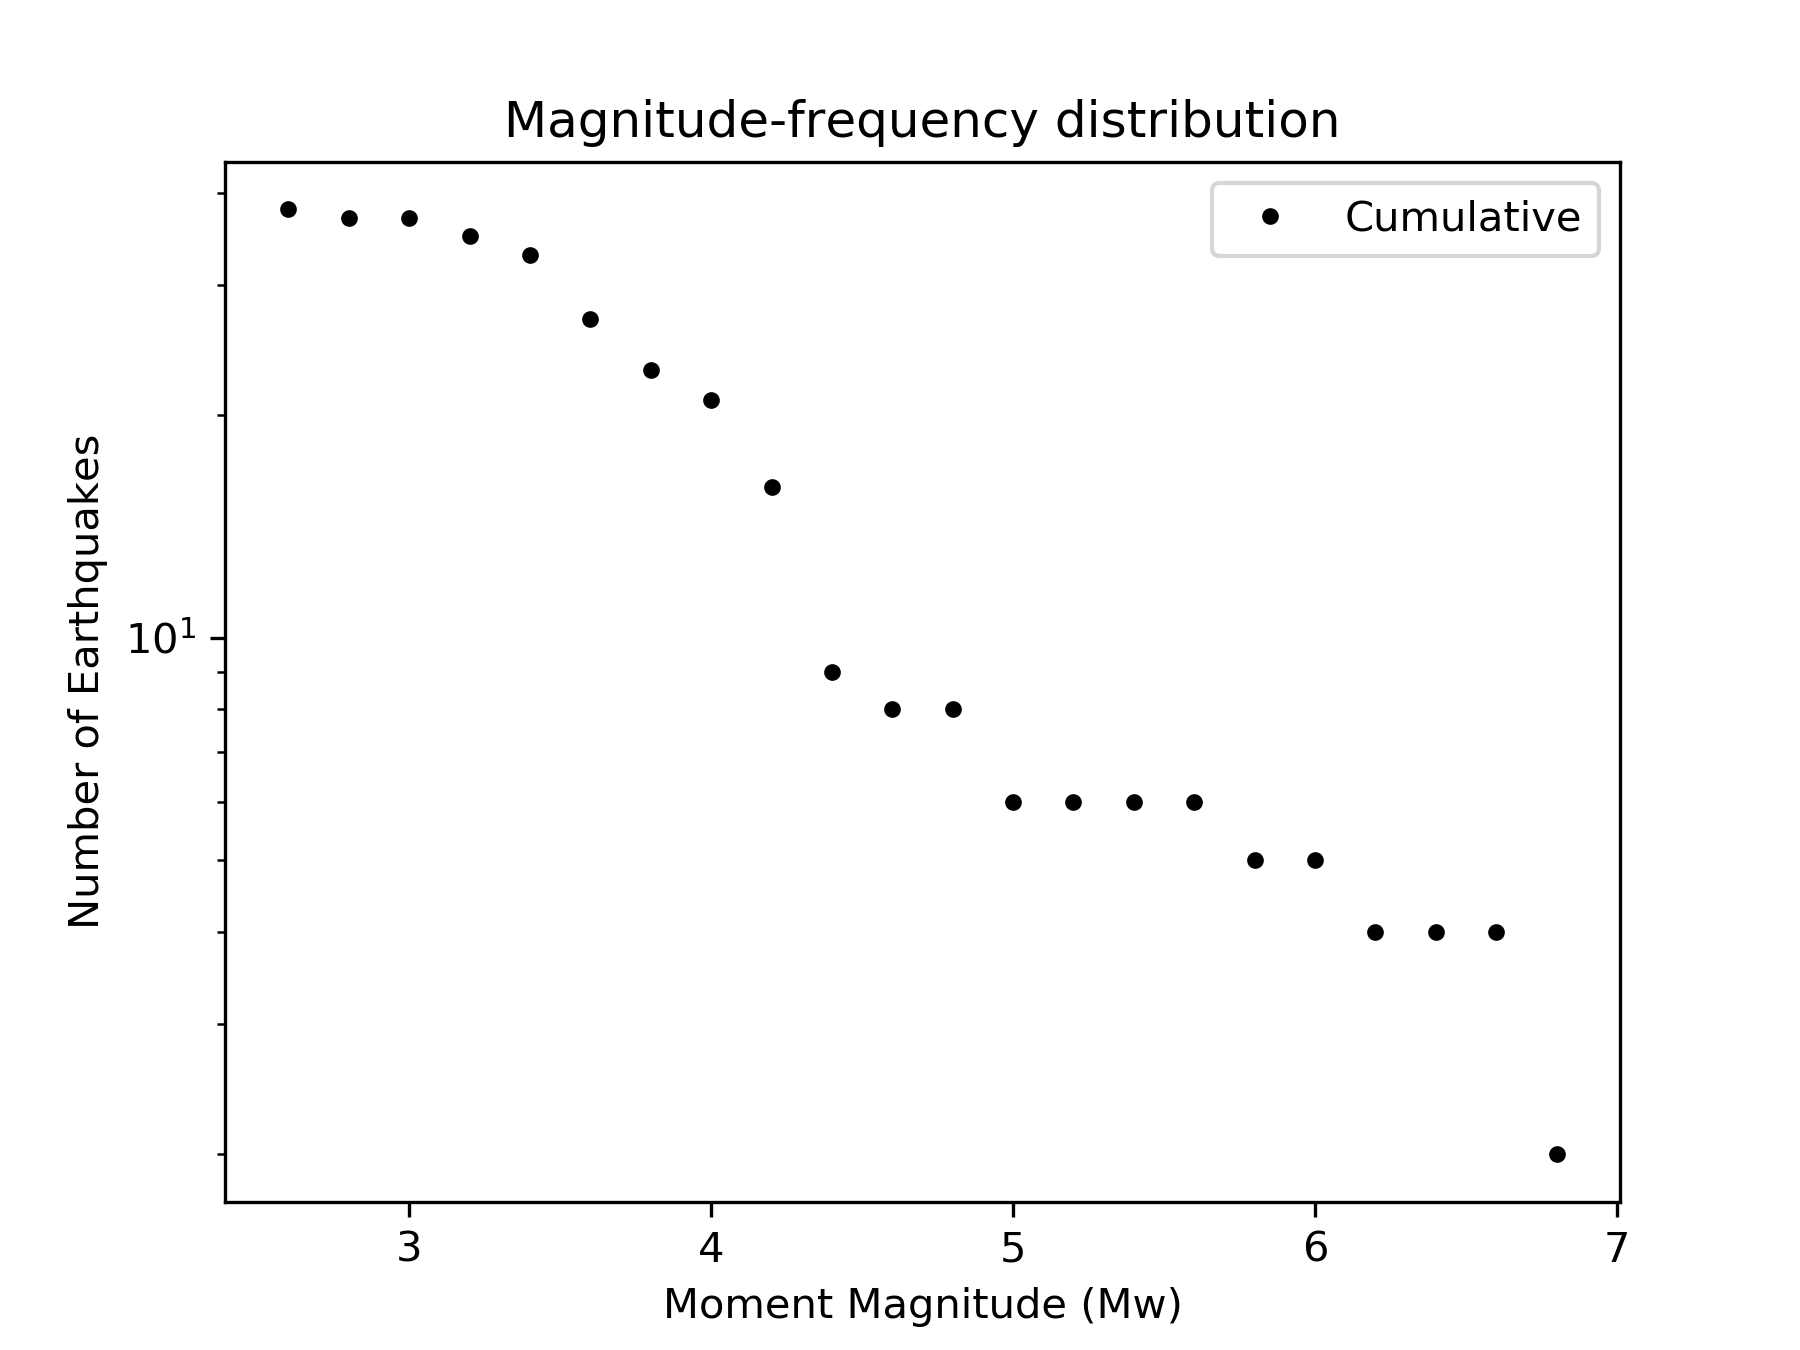 Magnitude-frequency distribution
Cumulative
Number of Earthquakes
10¹
3 4 5 6 7
Moment Magnitude (Mw)